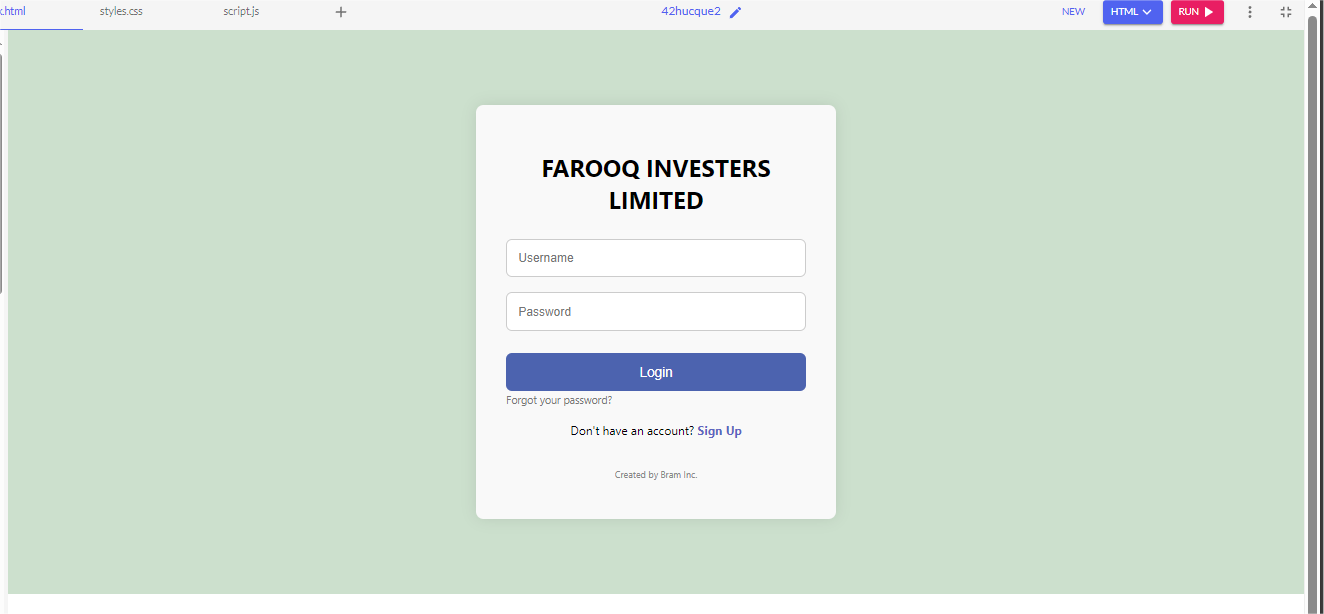 x.html styles.css script.js + 42hucque2 NEW HTML RUN
FAROOQ INVESTERS
LIMITED
Username
Password
Login
Forgot your password?
Don't have an account? Sign Up
Created by Bram Inc.